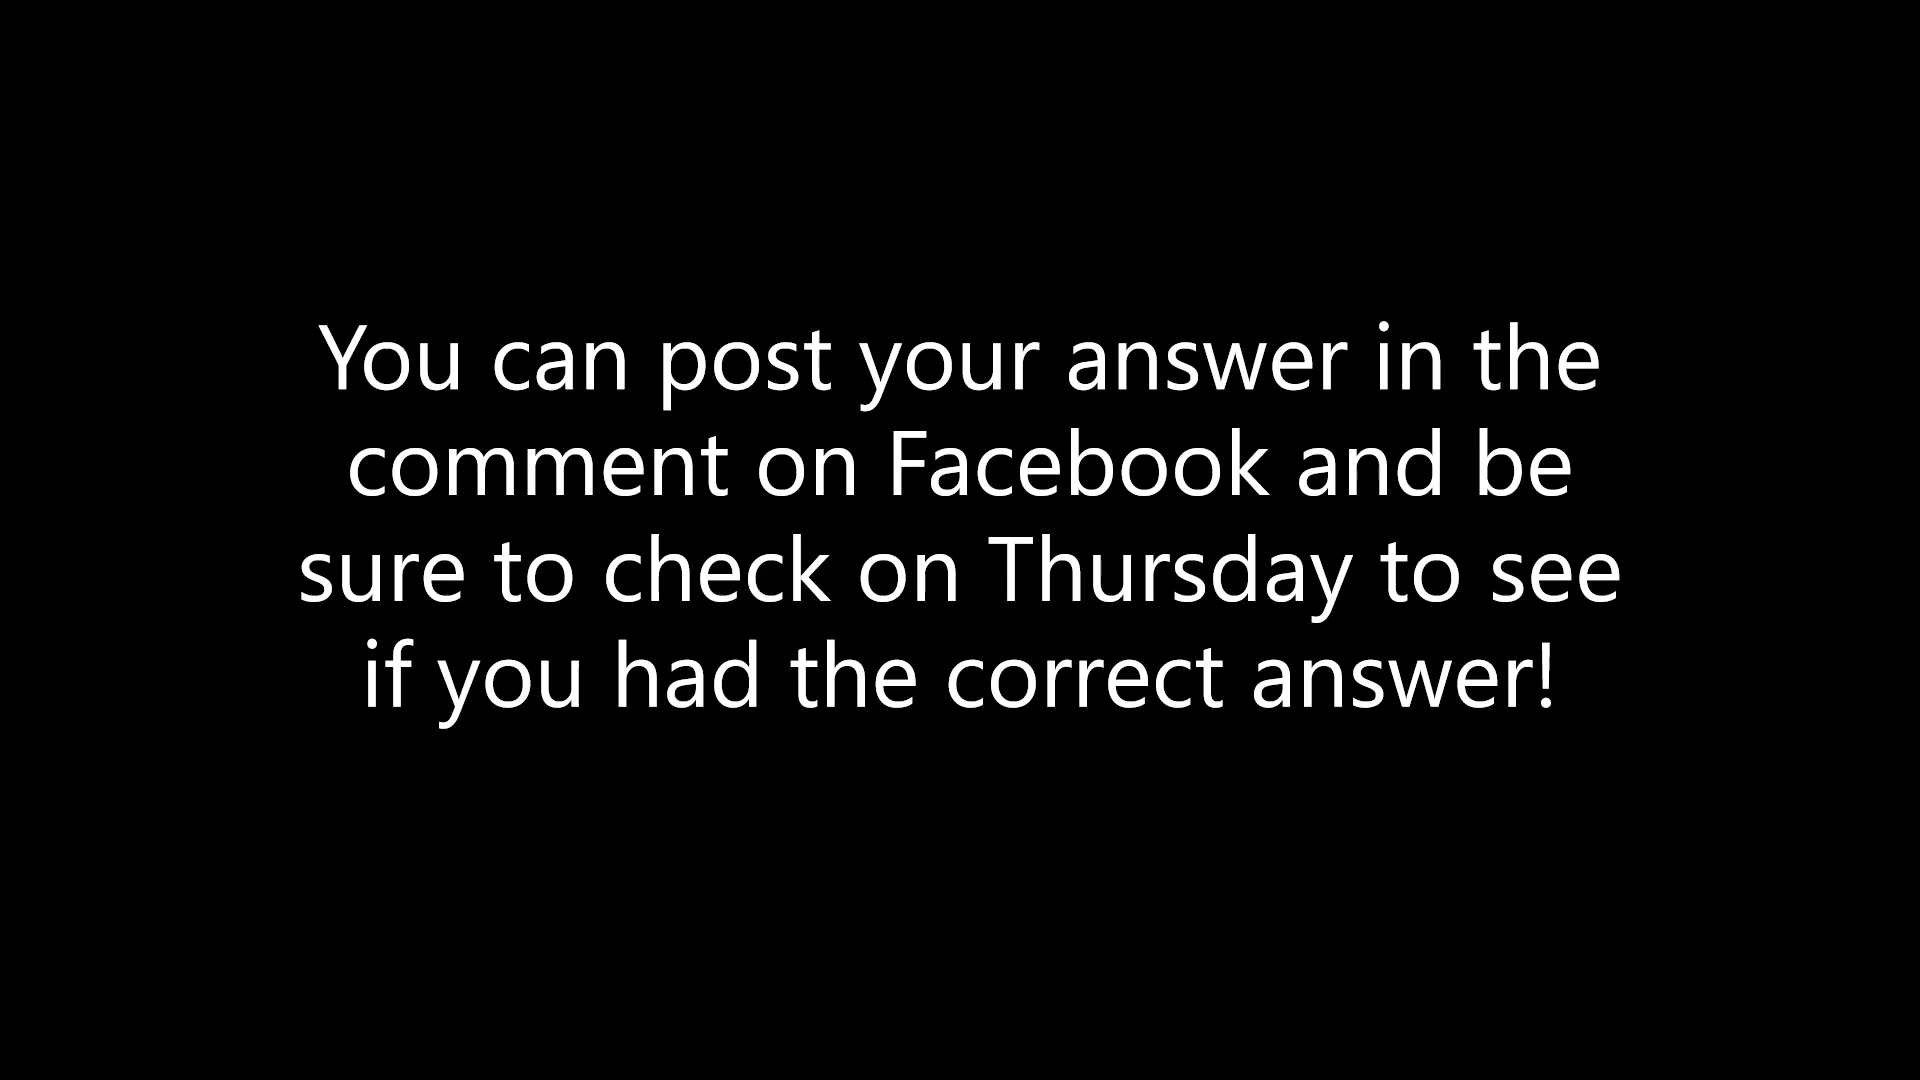 You can post your answer in the
comment on Facebook and be
sure to check on Thursday to see
if you had the correct answer!